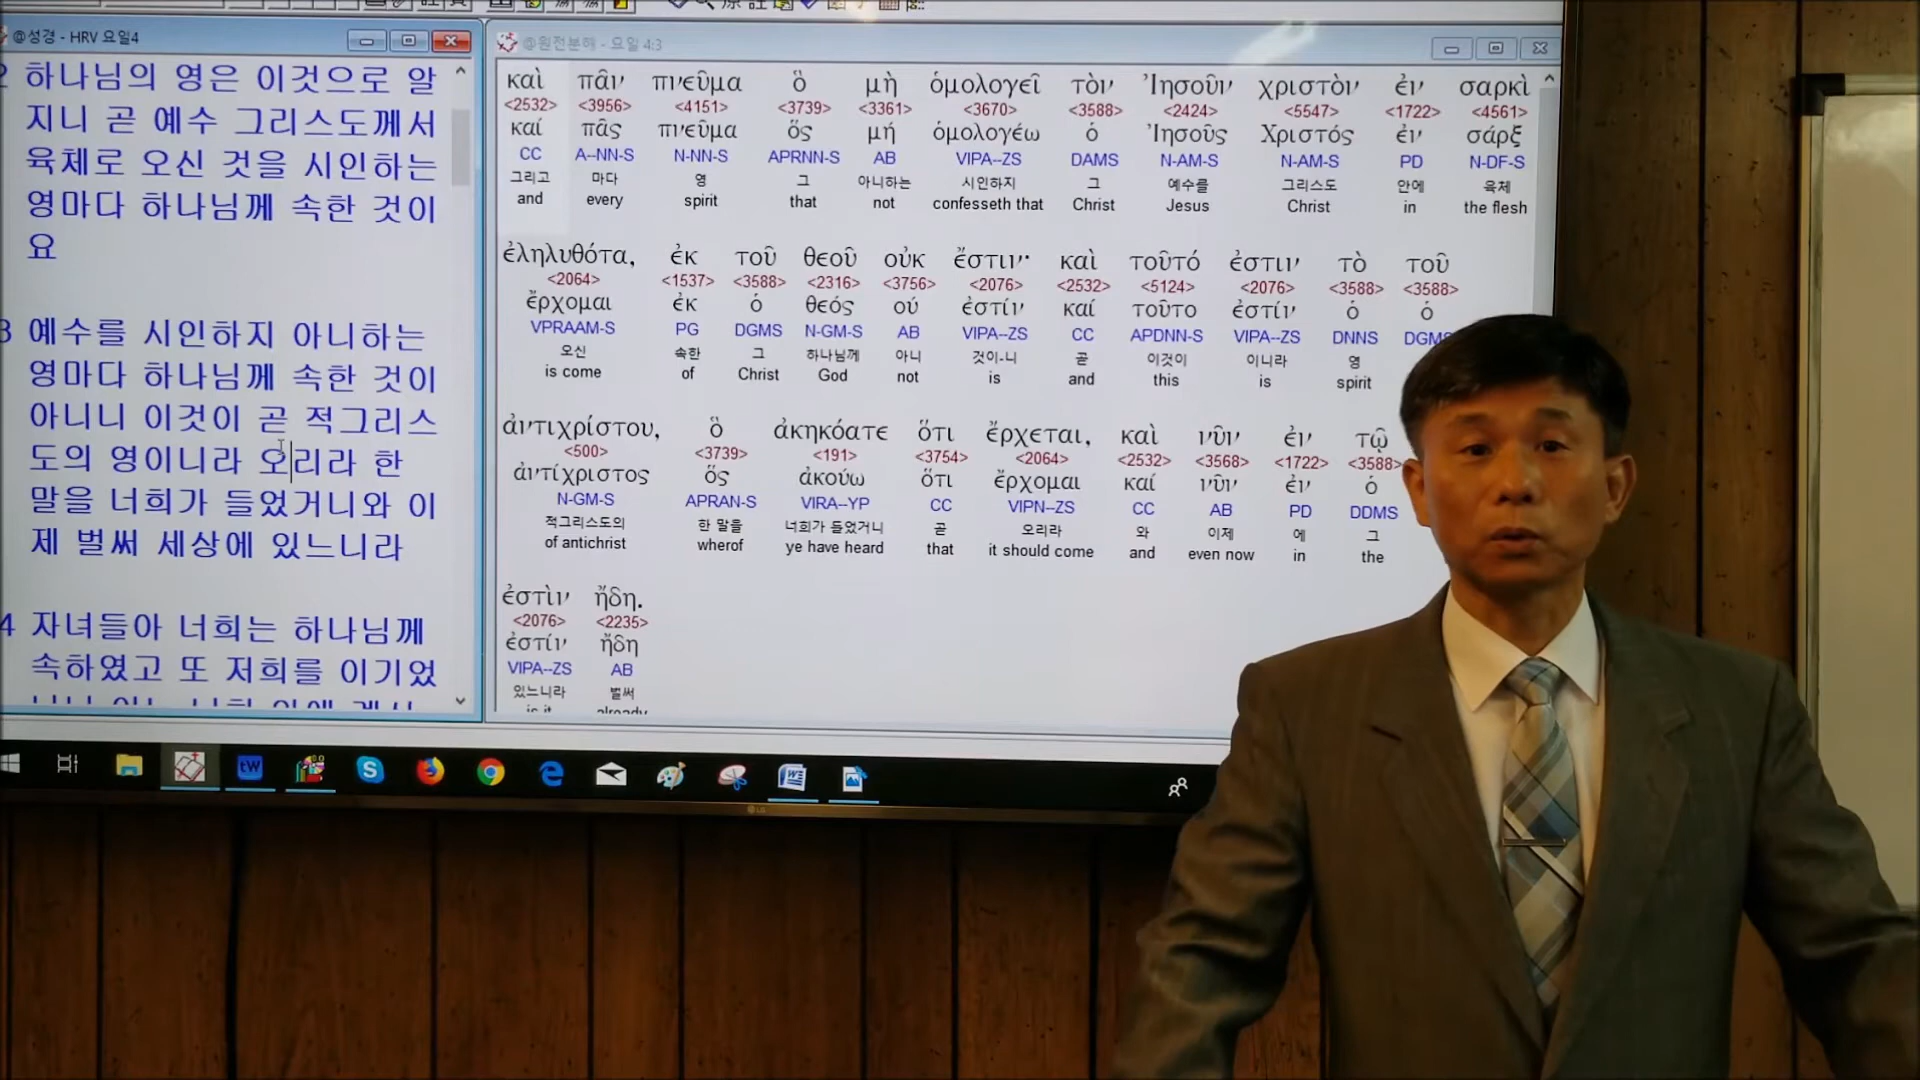 @성경 - HRV 요일4
2 하나님의 영은 이것으로 알
지니 곧 예수 그리스도께서
육체로 오신 것을 시인하는
영마다 하나님께 속한 것이
요
3 예수를 시인하지 아니하는
영마다 하나님께 속한 것이
아니니 이것이 곧 적그리스
도의 영이니라 오리라 한
말을 너희가 들었거니와 이
제 벌써 세상에 있느니라
4 자녀들아 너희는 하나님께
속하였고 또 저희를 이기었
@원전분해 - 요일 4:3
καὶ πᾶν πνεῦμα ὃ μὴ ὁμολογεῖ τὸν Ἰησοῦν χριστὸν ἐν σαρκὶ
<2532> <3956> <4151> <3739> <3361> <3670> <3588> <2424> <5547> <1722> <4561>
καί πᾶς πνεῦμα ὅς μή ὁμολογέω ὁ Ἰησοῦς Χριστός ἐν σάρξ
CC A--NN-S N-NN-S APRNN-S AB VIPA--ZS DAMS N-AM-S N-AM-S PD N-DF-S
그리고 마다 영 그 아니하는 시인하지 그 예수를 그리스도 안에 육체
and every spirit that not confesseth that Christ Jesus Christ in the flesh
ἐληλυθότα, ἐκ τοῦ θεοῦ οὐκ ἔστιν· καὶ τοῦτό ἐστιν τὸ τοῦ
<2064> <1537> <3588> <2316> <3756> <2076> <2532> <5124> <2076> <3588> <3588>
ἔρχομαι ἐκ ὁ θεός οὐ ἐστίν καί τοῦτο ἐστίν ὁ ὁ
VPRAAM-S PG DGMS N-GM-S AB VIPA--ZS CC APDNN-S VIPA--ZS DNNS DGMS
오신 속한 그 하나님께 아니 것이-니 곧 이것이 이니라 영
is come of Christ God not is and this is spirit
ἀντιχρίστου, ὃ ἀκηκόατε ὅτι ἔρχεται, καὶ νῦν ἐν τῷ
<500> <3739> <191> <3754> <2064> <2532> <3568> <1722> <3588>
ἀντίχριστος ὅς ἀκούω ὅτι ἔρχομαι καί νῦν ἐν ὁ
N-GM-S APRAN-S VIRA--YP CC VIPN--ZS CC AB PD DDMS
적그리스도의 한 말을 너희가 들었거니 곧 오리라 와 이제 에 그
of antichrist wherof ye have heard that it should come and even now in the
ἐστὶν ἤδη.
<2076> <2235>
ἐστίν ἤδη
VIPA--ZS AB
있느니라 벌써
is it already
LG